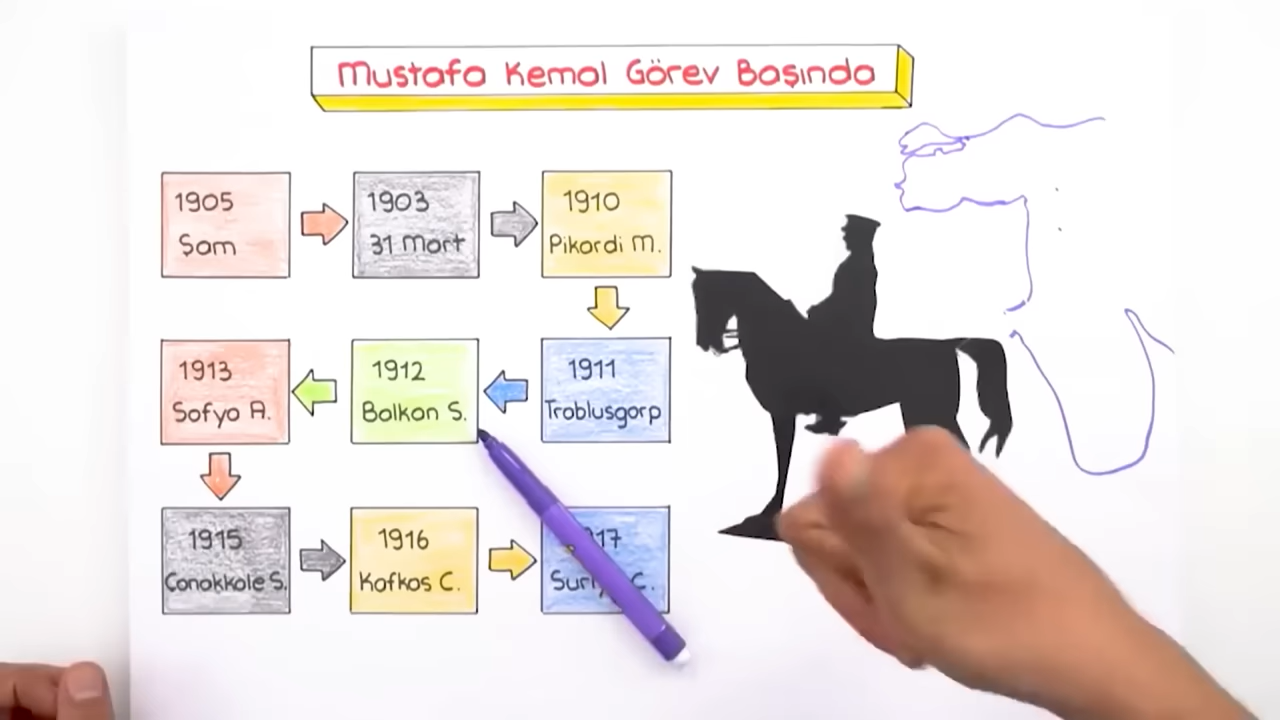 Mustafa Kemal Görev Başında
1905
Şam
1903
31 Mart
1910
Pikardi M.
1913
Sofya A.
1912
Balkan S.
1911
Trablusgarp
1915
Çanakkale S.
1916
Kafkas C.
C.